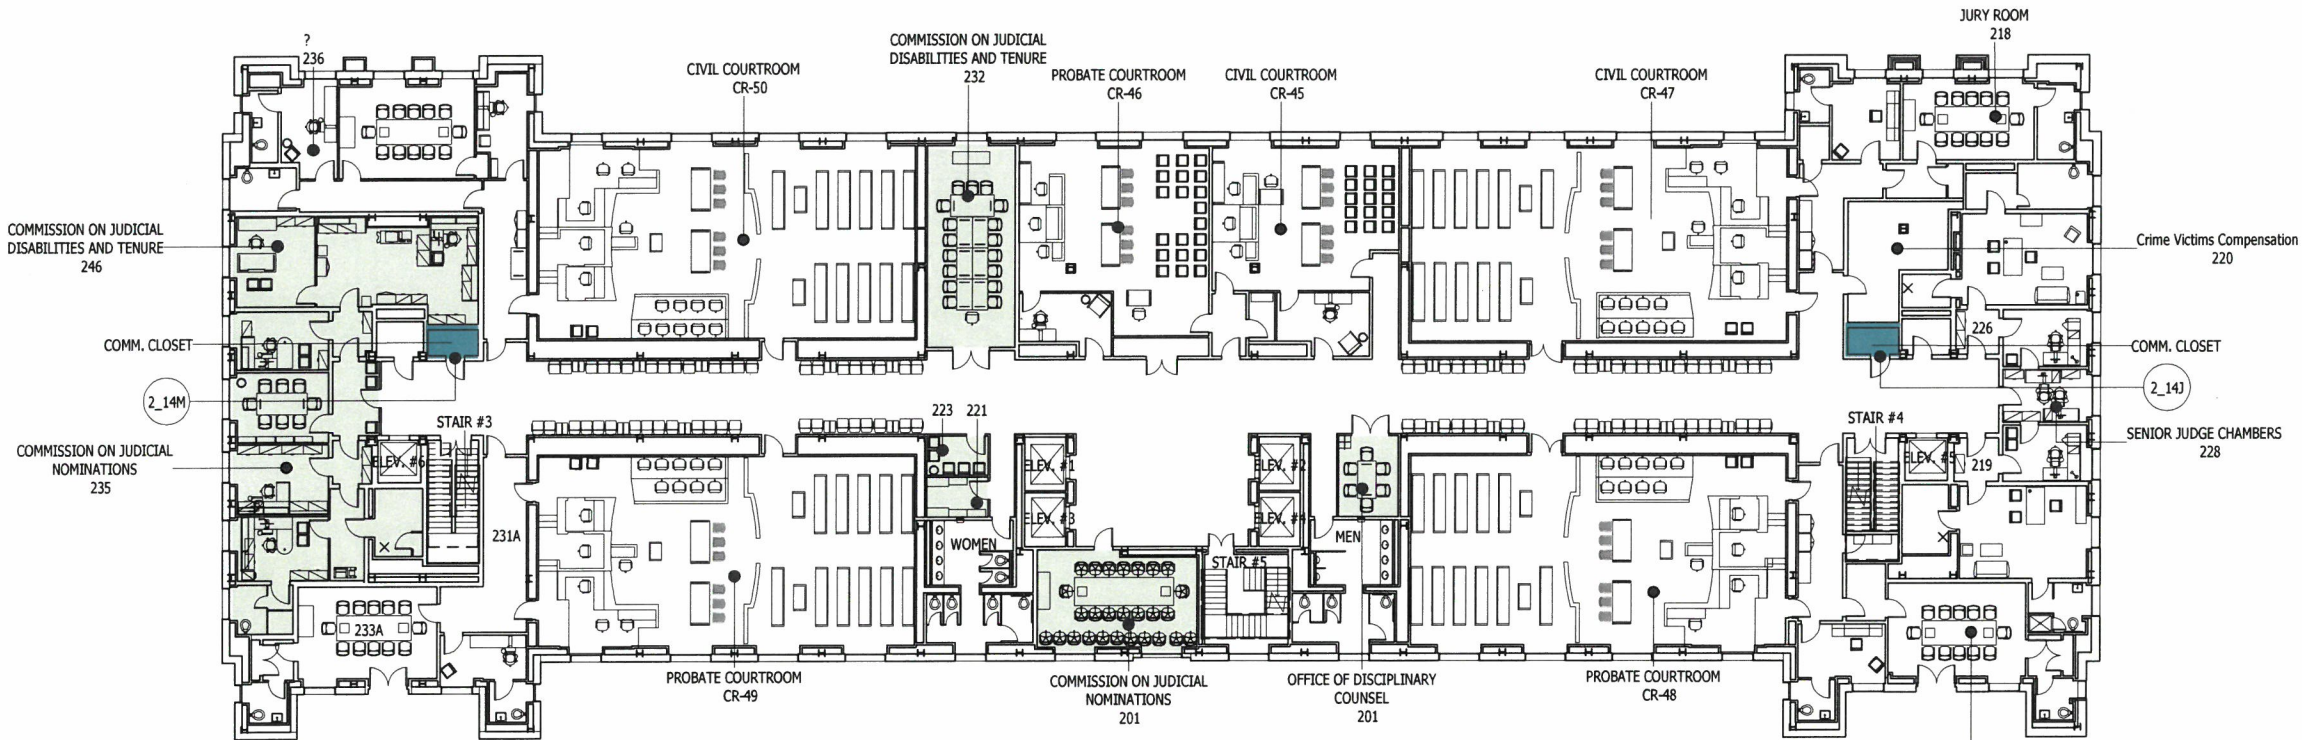 JURY ROOM
218
?
236
COMMISSION ON JUDICIAL
DISABILITIES AND TENURE
232
CIVIL COURTROOM
CR-50
PROBATE COURTROOM
CR-46
CIVIL COURTROOM
CR-45
CIVIL COURTROOM
CR-47
COMMISSION ON JUDICIAL
DISABILITIES AND TENURE
246
Crime Victims Compensation
220
226
COMM. CLOSET
COMM. CLOSET
2_14M
2_14J
STAIR #3
223
221
STAIR #4
SENIOR JUDGE CHAMBERS
228
COMMISSION ON JUDICIAL
NOMINATIONS
235
ELEV. #6
ELEV. #1
ELEV. #2
ELEV. #5
219
ELEV. #3
ELEV. #4
231A
WOMEN
MEN
STAIR #5
233A
PROBATE COURTROOM
CR-49
COMMISSION ON JUDICIAL
NOMINATIONS
201
OFFICE OF DISCIPLINARY
COUNSEL
201
PROBATE COURTROOM
CR-48